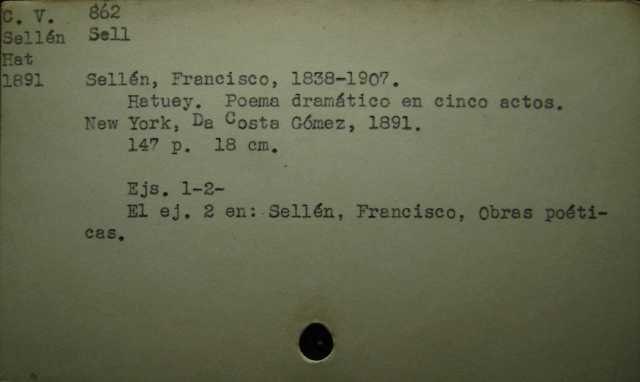 C. V. 862
Sellén Sell
Hat
1891 Sellén, Francisco, 1838-1907.
Hatuey. Poema dramático en cinco actos.
New York, Da Costa Gómez, 1891.
147 p. 18 cm.
Ejs. 1-2-
El ej. 2 en: Sellén, Francisco, Obras poéti-
cas.